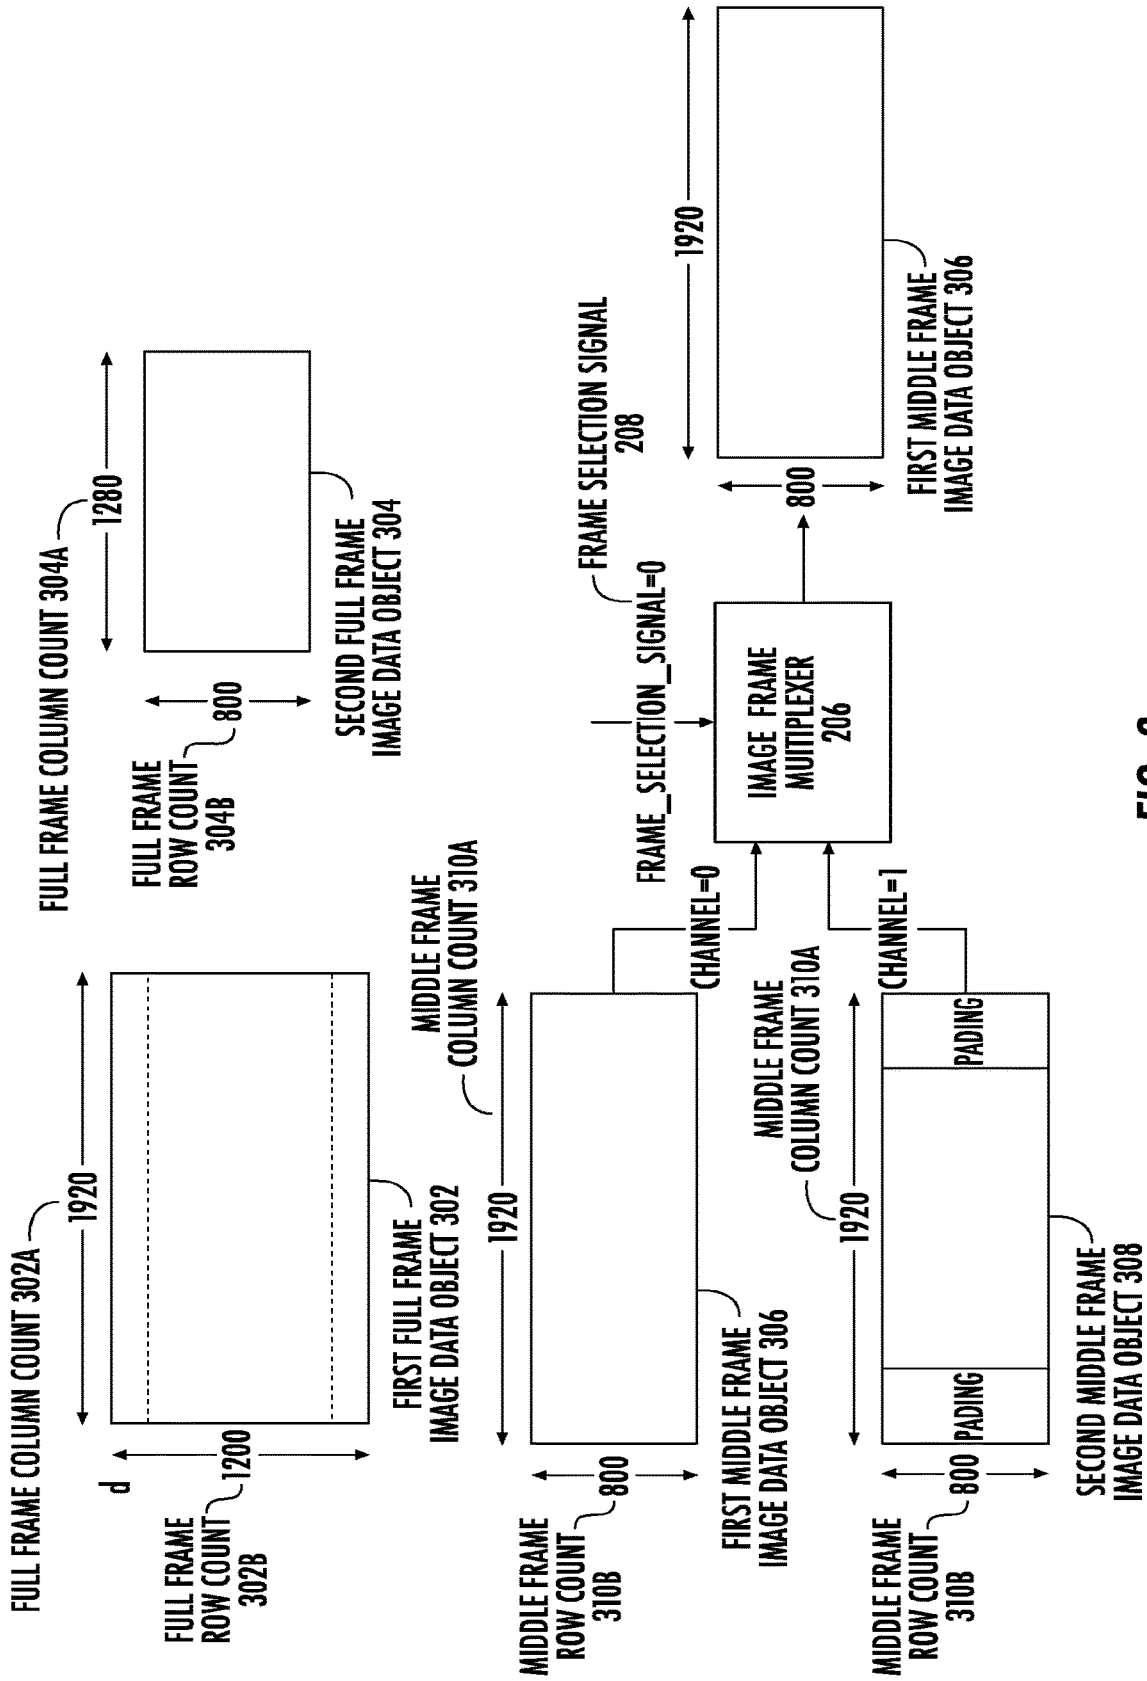 FULL FRAME COLUMN COUNT 302A
1920
d
FULL FRAME
ROW COUNT
302B
1200
FIRST FULL FRAME
IMAGE DATA OBJECT 302
FULL FRAME COLUMN COUNT 304A
1280
FULL FRAME
ROW COUNT
304B
800
SECOND FULL FRAME
IMAGE DATA OBJECT 304
MIDDLE FRAME
COLUMN COUNT 310A
1920
MIDDLE FRAME
ROW COUNT
310B
800
FIRST MIDDLE FRAME
IMAGE DATA OBJECT 306
CHANNEL=0
MIDDLE FRAME
COLUMN COUNT 310A
1920
MIDDLE FRAME
ROW COUNT
310B
800
PADING
PADING
SECOND MIDDLE FRAME
IMAGE DATA OBJECT 308
CHANNEL=1
FRAME SELECTION SIGNAL
208
FRAME_SELECTION_SIGNAL=0
IMAGE FRAME
MUITIPLEXER
206
1920
800
FIRST MIDDLE FRAME
IMAGE DATA OBJECT 306